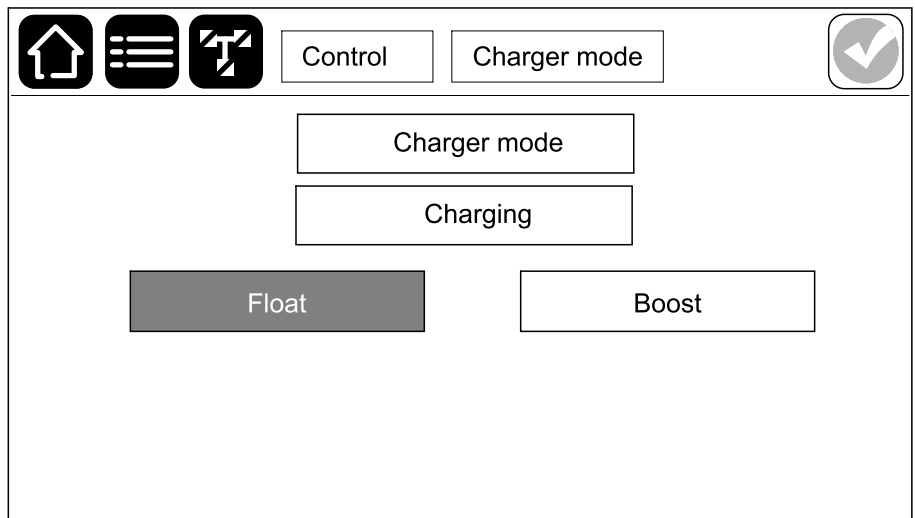 Control Charger mode
Charger mode
Charging
Float Boost